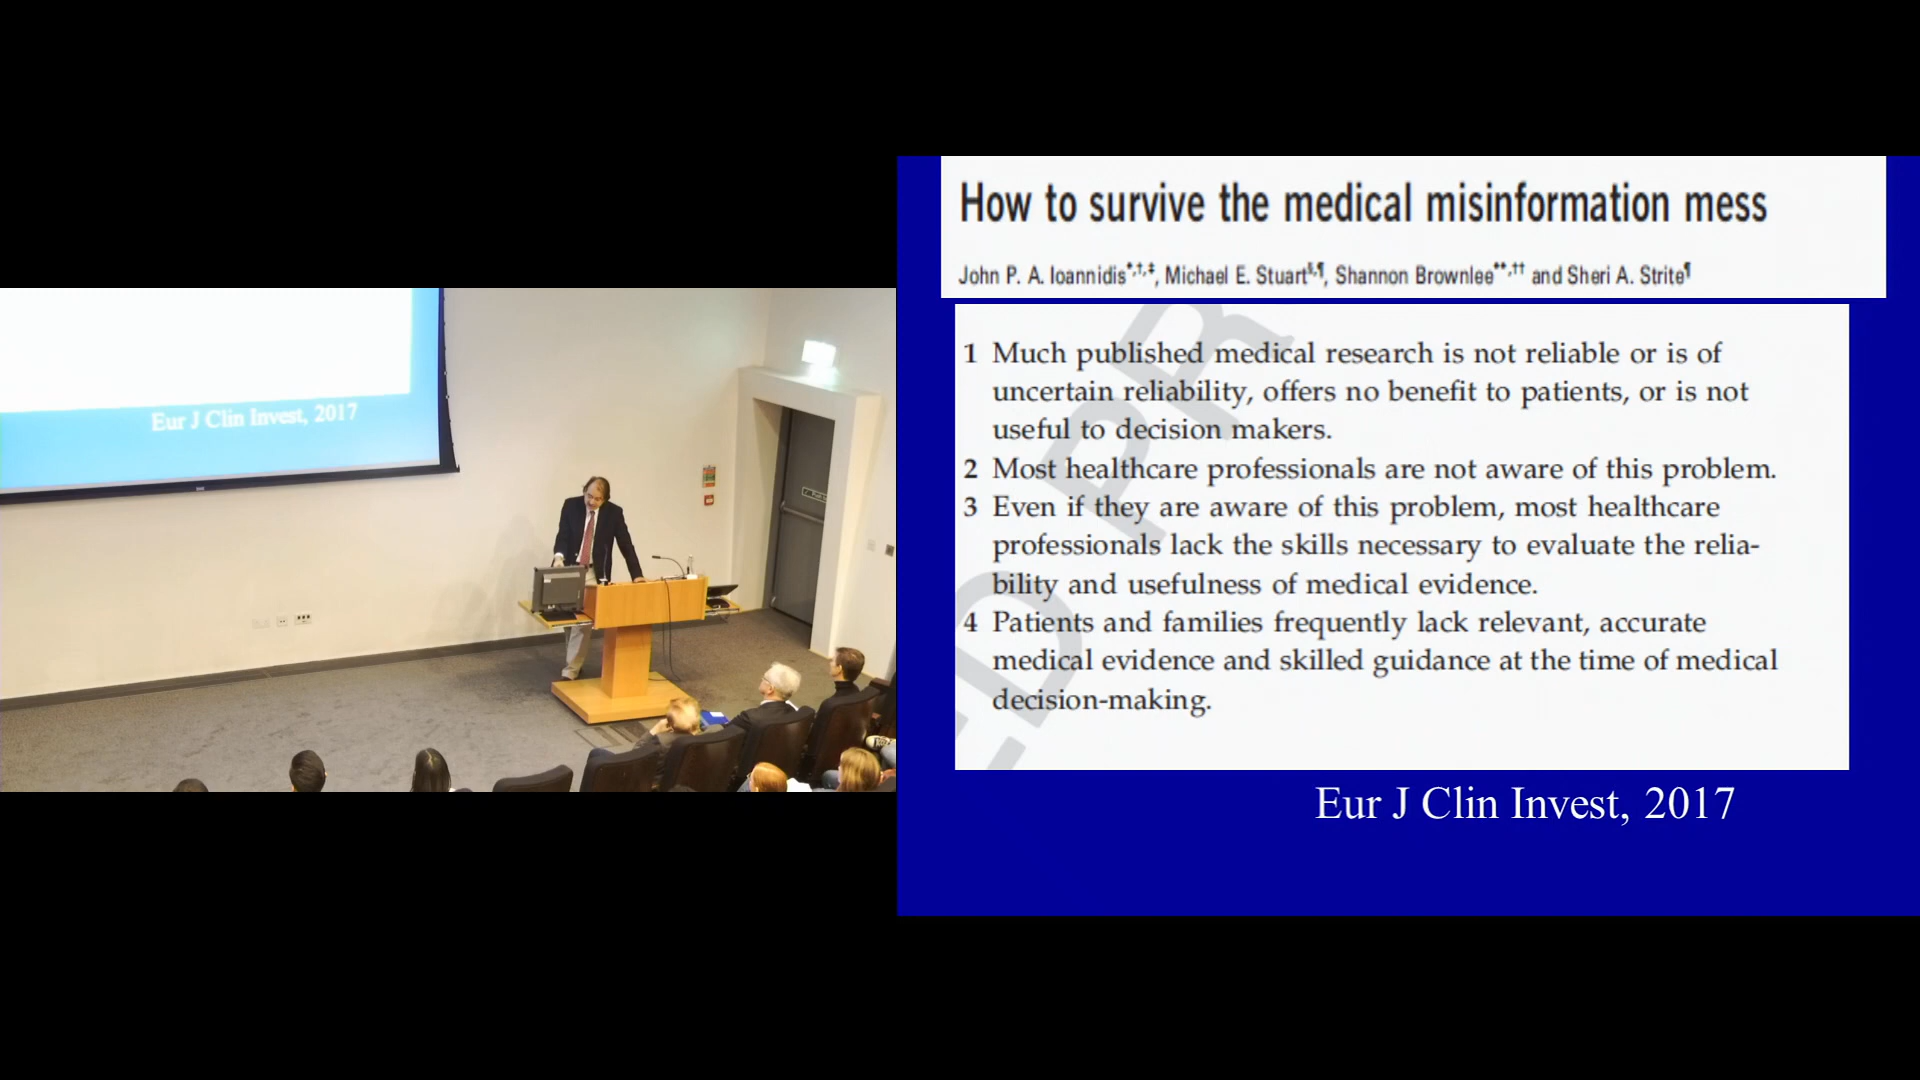 Eur J Clin Invest, 2017
How to survive the medical misinformation mess
John P. A. Ioannidis*,†,‡, Michael E. Stuart§,¶, Shannon Brownlee**,†† and Sheri A. Strite¶
1 Much published medical research is not reliable or is of
uncertain reliability, offers no benefit to patients, or is not
useful to decision makers.
2 Most healthcare professionals are not aware of this problem.
3 Even if they are aware of this problem, most healthcare
professionals lack the skills necessary to evaluate the relia-
bility and usefulness of medical evidence.
4 Patients and families frequently lack relevant, accurate
medical evidence and skilled guidance at the time of medical
decision-making.
ED PR
Eur J Clin Invest, 2017